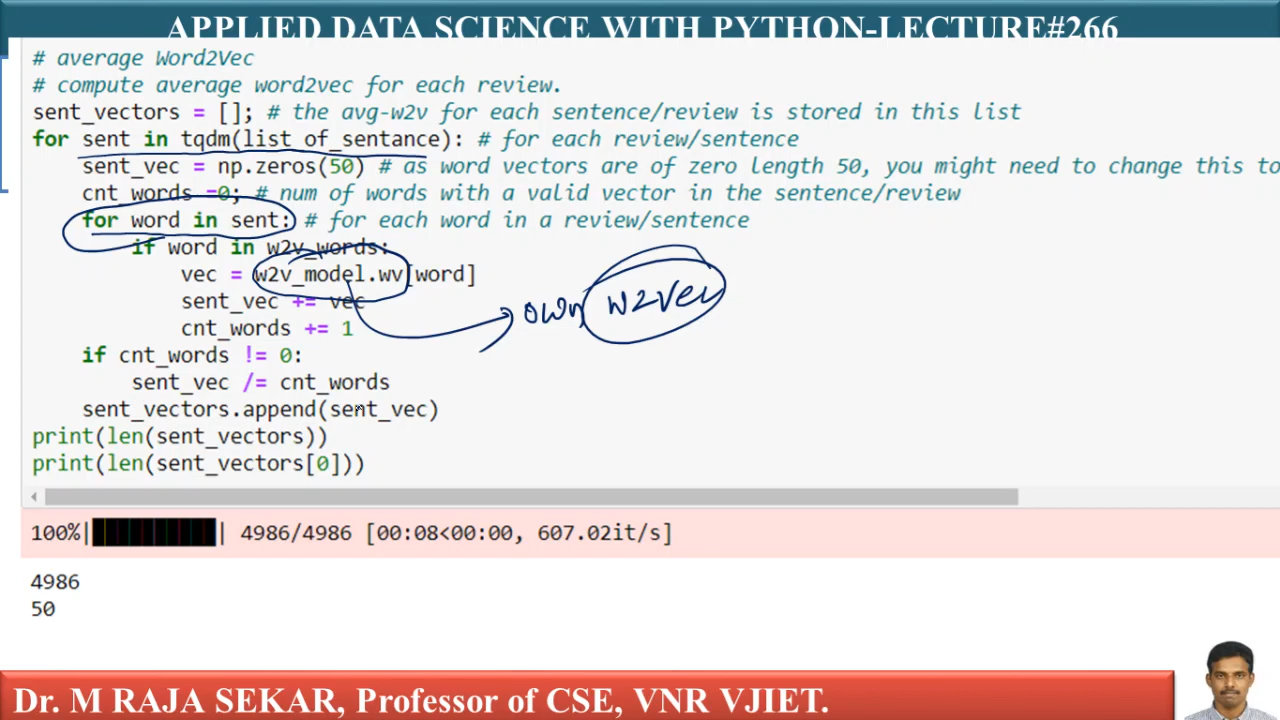 APPLIED DATA SCIENCE WITH PYTHON-LECTURE#266
# average Word2Vec
# compute average word2vec for each review.
sent_vectors = []; # the avg-w2v for each sentence/review is stored in this list
for sent in tqdm(list_of_sentance): # for each review/sentence
sent_vec = np.zeros(50) # as word vectors are of zero length 50, you might need to change this to
cnt_words =0; # num of words with a valid vector in the sentence/review
for word in sent: # for each word in a review/sentence
if word in w2v_words:
vec = w2v_model.wv[word]
sent_vec += vec
own w2vec
cnt_words += 1
if cnt_words != 0:
sent_vec /= cnt_words
sent_vectors.append(sent_vec)
print(len(sent_vectors))
print(len(sent_vectors[0]))
100%| | 4986/4986 [00:08<00:00, 607.02it/s]
4986
50
Dr. M RAJA SEKAR, Professor of CSE, VNR VJIET.